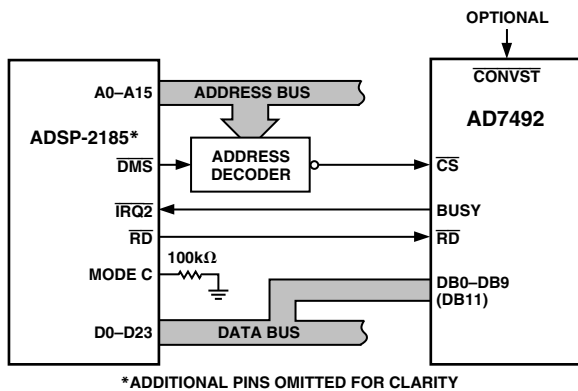 OPTIONAL
CONVST
A0–A15
ADDRESS BUS
AD7492
ADSP-2185*
DMS
ADDRESS
DECODER
CS
IRQ2
BUSY
RD
RD
100kΩ
MODE C
DB0–DB9
(DB11)
D0–D23
DATA BUS
*ADDITIONAL PINS OMITTED FOR CLARITY